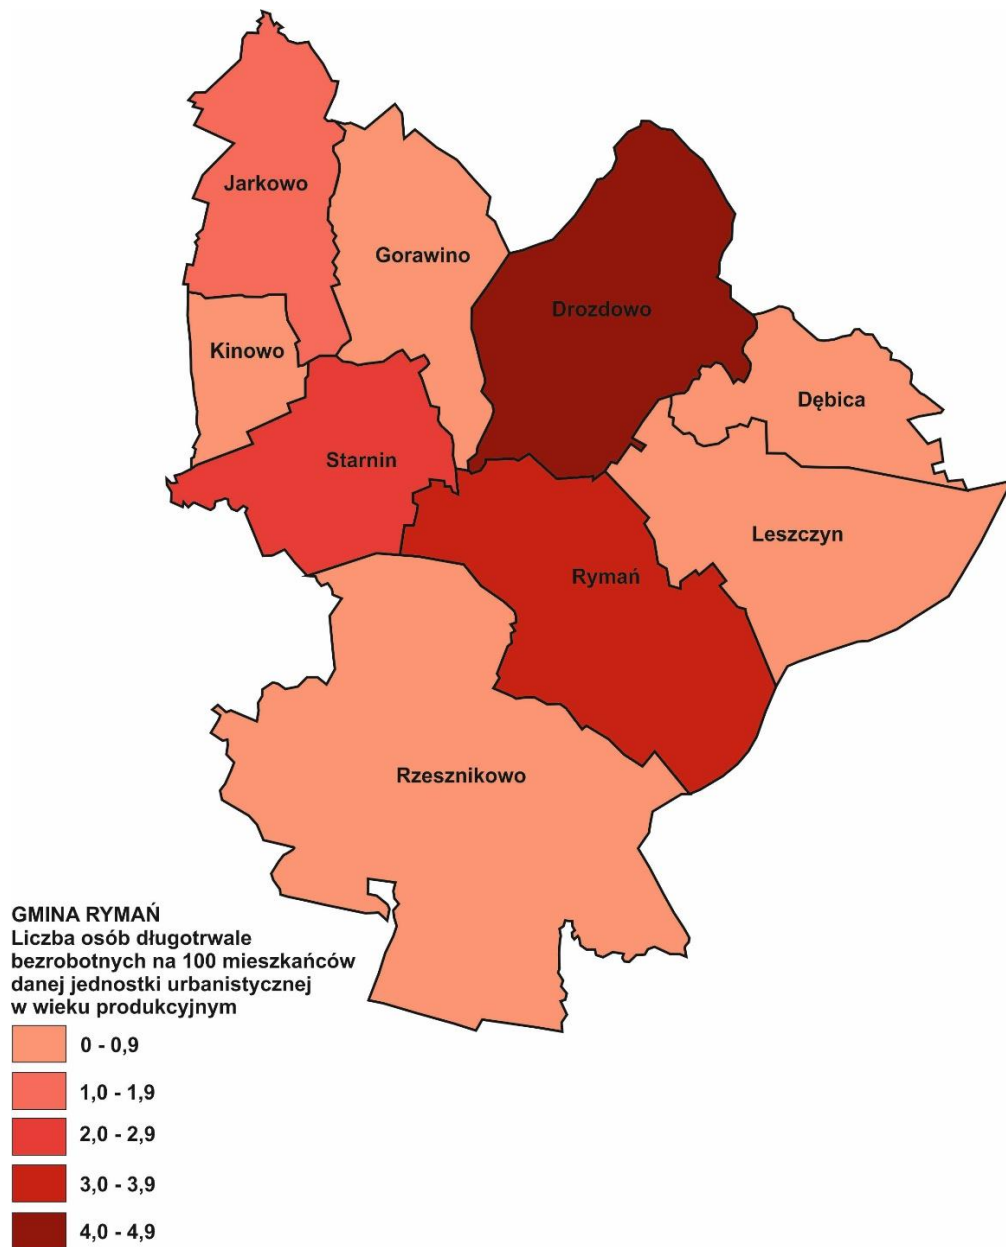 Jarkowo
Gorawino
Drozdowo
Kinowo
Dębica
Starnin
Leszczyn
Rymań
Rzesznikowo
GMINA RYMAŃ
Liczba osób długotrwale
bezrobotnych na 100 mieszkańców
danej jednostki urbanistycznej
w wieku produkcyjnym
0 - 0,9
1,0 - 1,9
2,0 - 2,9
3,0 - 3,9
4,0 - 4,9